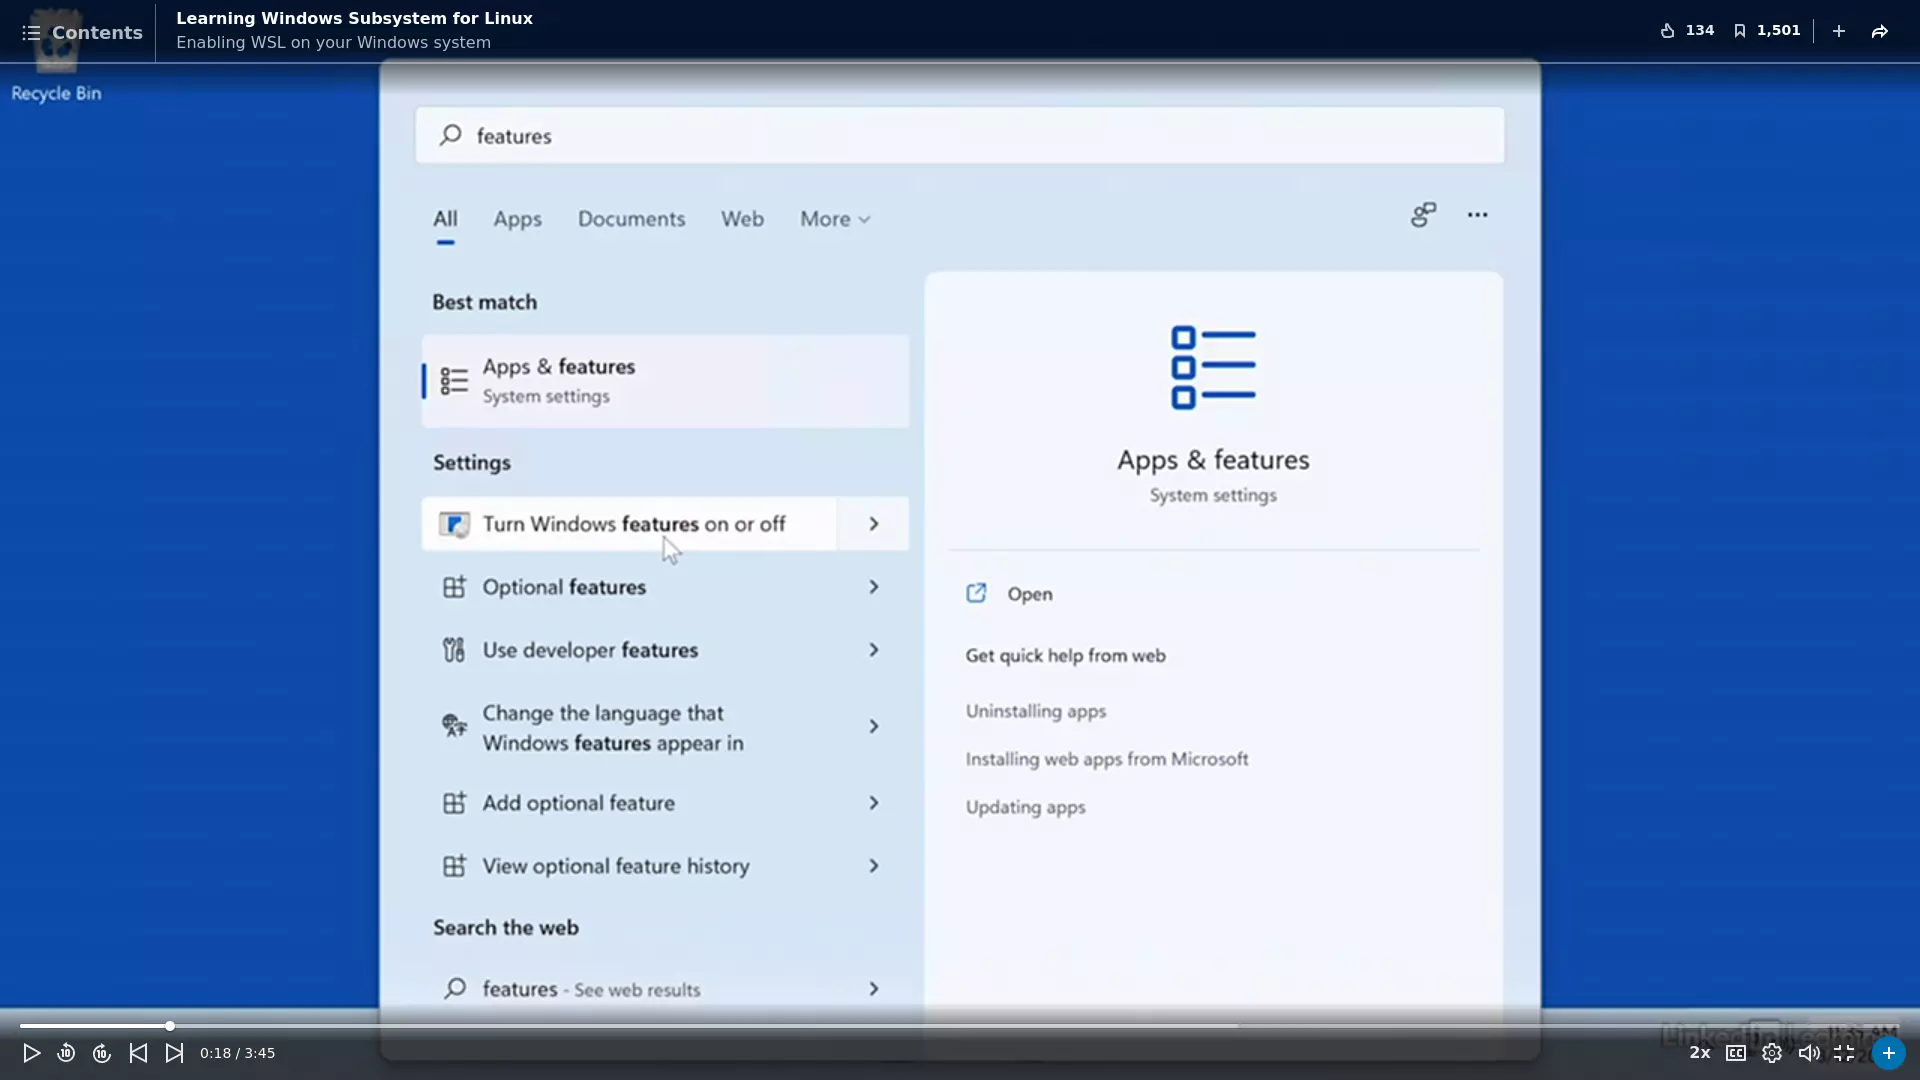 Contents
Learning Windows Subsystem for Linux
Enabling WSL on your Windows system
134
1,501
Recycle Bin
features
All
Apps
Documents
Web
More
Best match
Apps & features
System settings
Settings
Turn Windows features on or off
Optional features
Use developer features
Change the language that
Windows features appear in
Add optional feature
View optional feature history
Search the web
features - See web results
Apps & features
System settings
Open
Get quick help from web
Uninstalling apps
Installing web apps from Microsoft
Updating apps
10
10
0:18 / 3:45
2x
CC